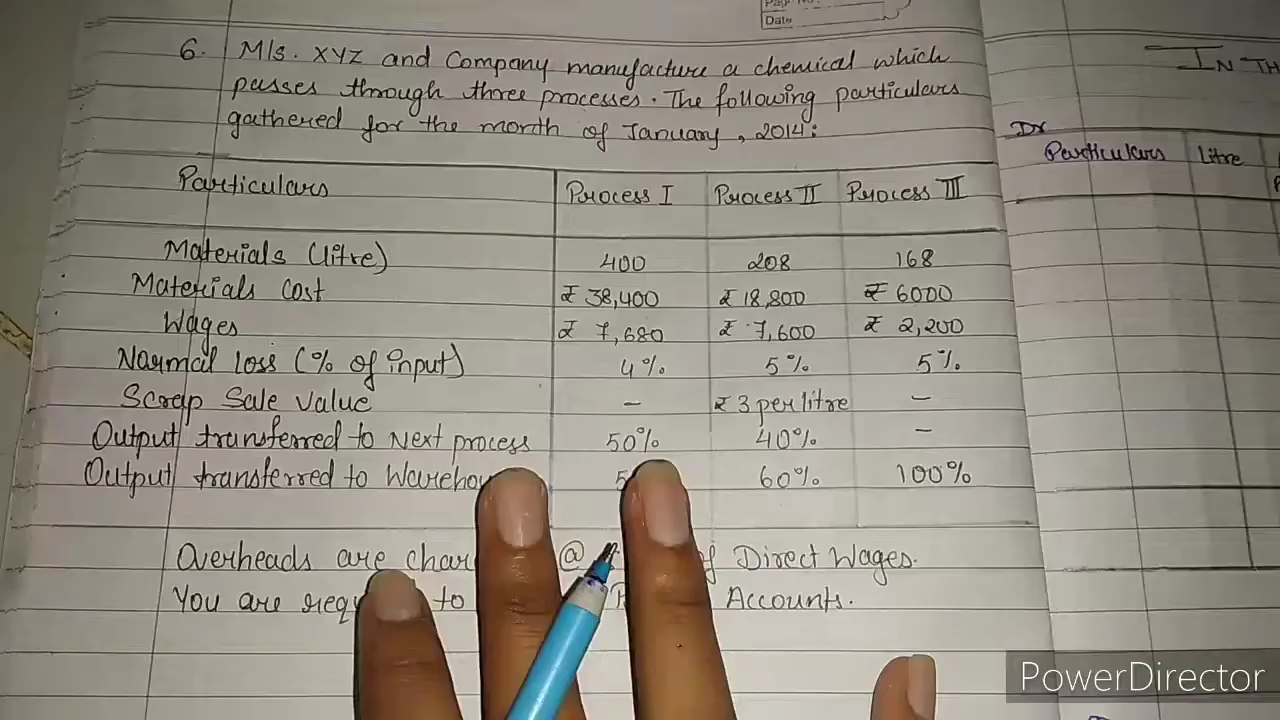 Date
6. M/s. XYZ and Company manufacture a chemical which
passes through three processes. The following particulars
gathered for the month of January, 2014:
Particulars Process I Process II Process III
Materials (litre) 400 208 168
Materials Cost ₹ 38,400 ₹ 18,800 ₹ 6000
Wages ₹ 7,680 ₹ 7,600 ₹ 2,200
Normal loss (% of input) 4% 5% 5%
Scrap Sale value - ₹ 3 per litre -
Output transferred to Next process 50% 40% -
Output transferred to 60% 100%
Overheads are @ of Direct Wages.
You are to Accounts.
IN
Dr
Particulars Litre
PowerDirector